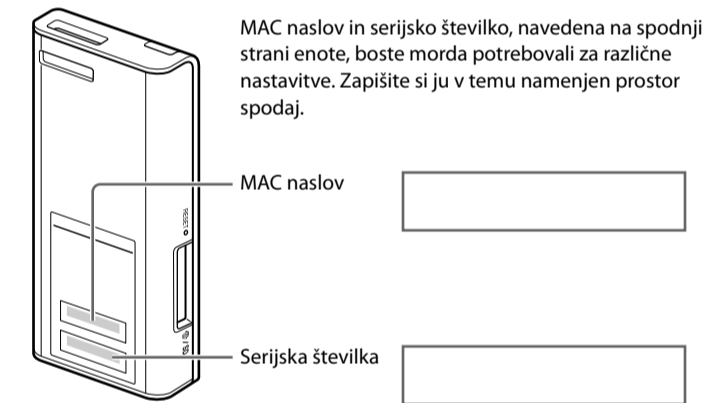 MAC naslov in serijsko številko, navedena na spodnji
strani enote, boste morda potrebovali za različne
nastavitve. Zapišite si ju v temu namenjen prostor
spodaj.
MAC naslov
RESET
Serijska številka